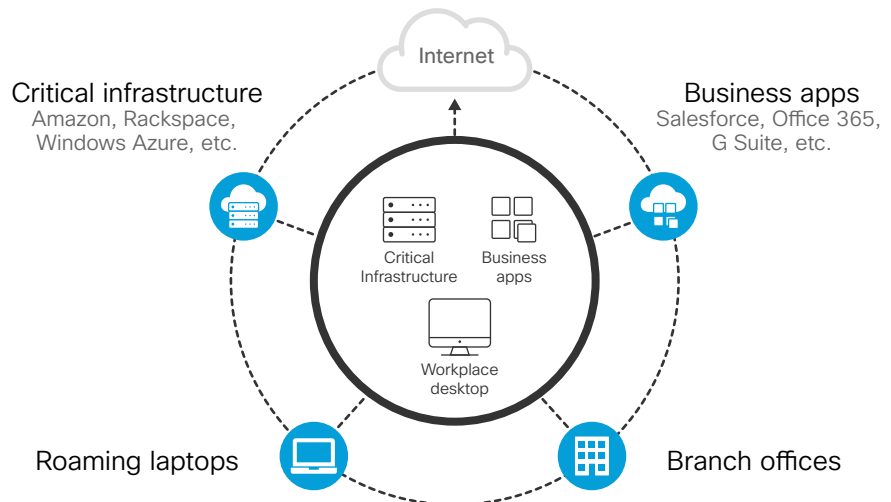 Internet
Critical infrastructure
Amazon, Rackspace,
Windows Azure, etc.
Business apps
Salesforce, Office 365,
G Suite, etc.
Critical
Infrastructure
Business
apps
Workplace
desktop
Roaming laptops
Branch offices